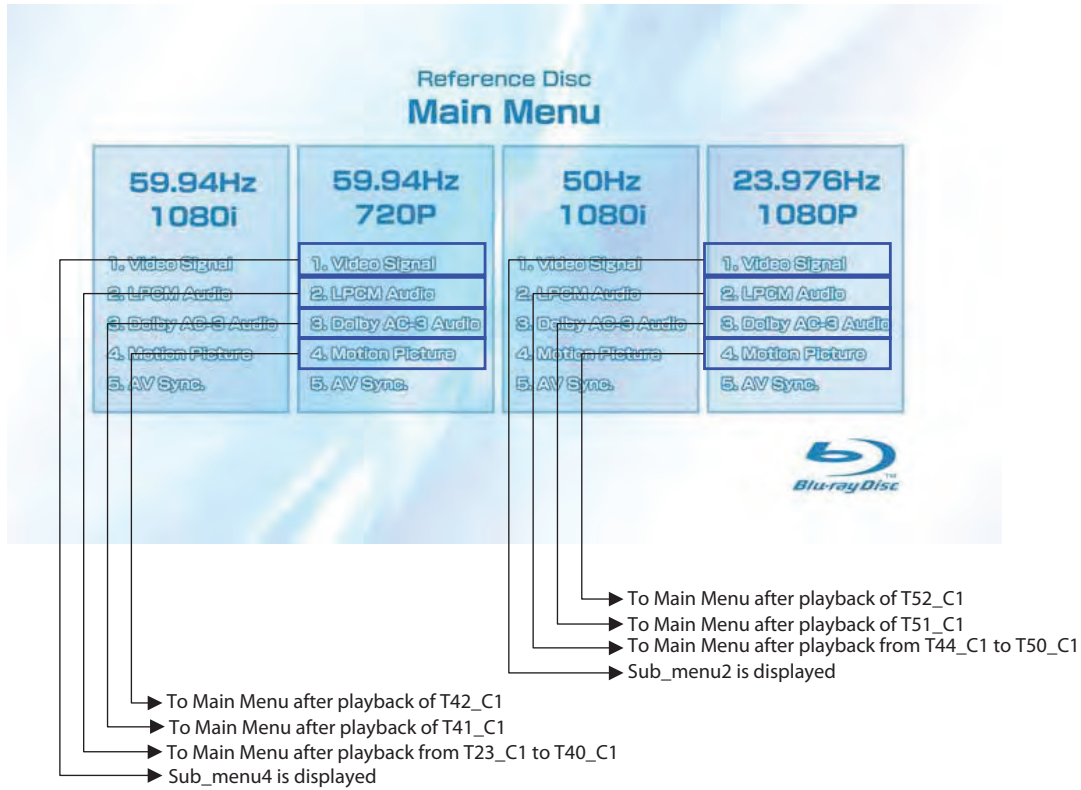 Reference Disc
Main Menu
59.94Hz
1080i
1. Video Signal
2. LPCM Audio
3. Dolby AC-3 Audio
4. Motion Picture
5. AV Sync.
59.94Hz
720P
1. Video Signal
2. LPCM Audio
3. Dolby AC-3 Audio
4. Motion Picture
5. AV Sync.
50Hz
1080i
1. Video Signal
2. LPCM Audio
3. Dolby AC-3 Audio
4. Motion Picture
5. AV Sync.
23.976Hz
1080P
1. Video Signal
2. LPCM Audio
3. Dolby AC-3 Audio
4. Motion Picture
5. AV Sync.
Blu-ray Disc™
To Main Menu after playback of T52_C1
To Main Menu after playback of T51_C1
To Main Menu after playback from T44_C1 to T50_C1
Sub_menu2 is displayed
To Main Menu after playback of T42_C1
To Main Menu after playback of T41_C1
To Main Menu after playback from T23_C1 to T40_C1
Sub_menu4 is displayed